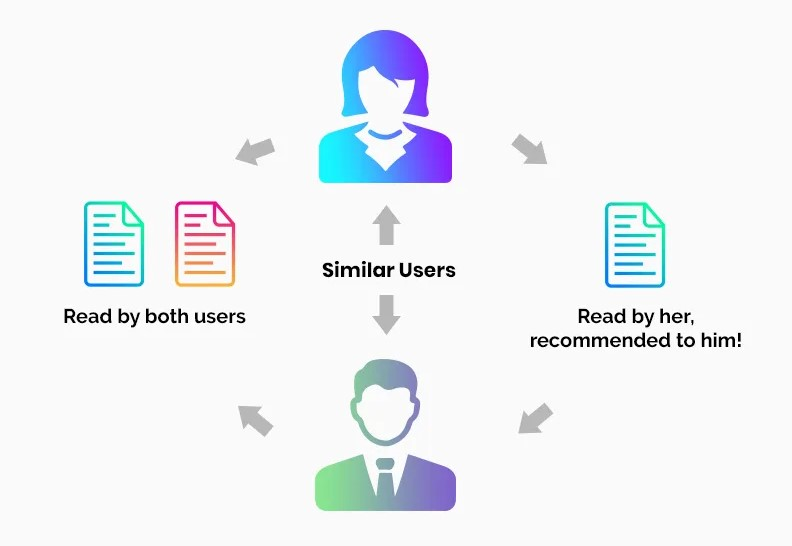 Similar Users
Read by both users
Read by her,
recommended to him!